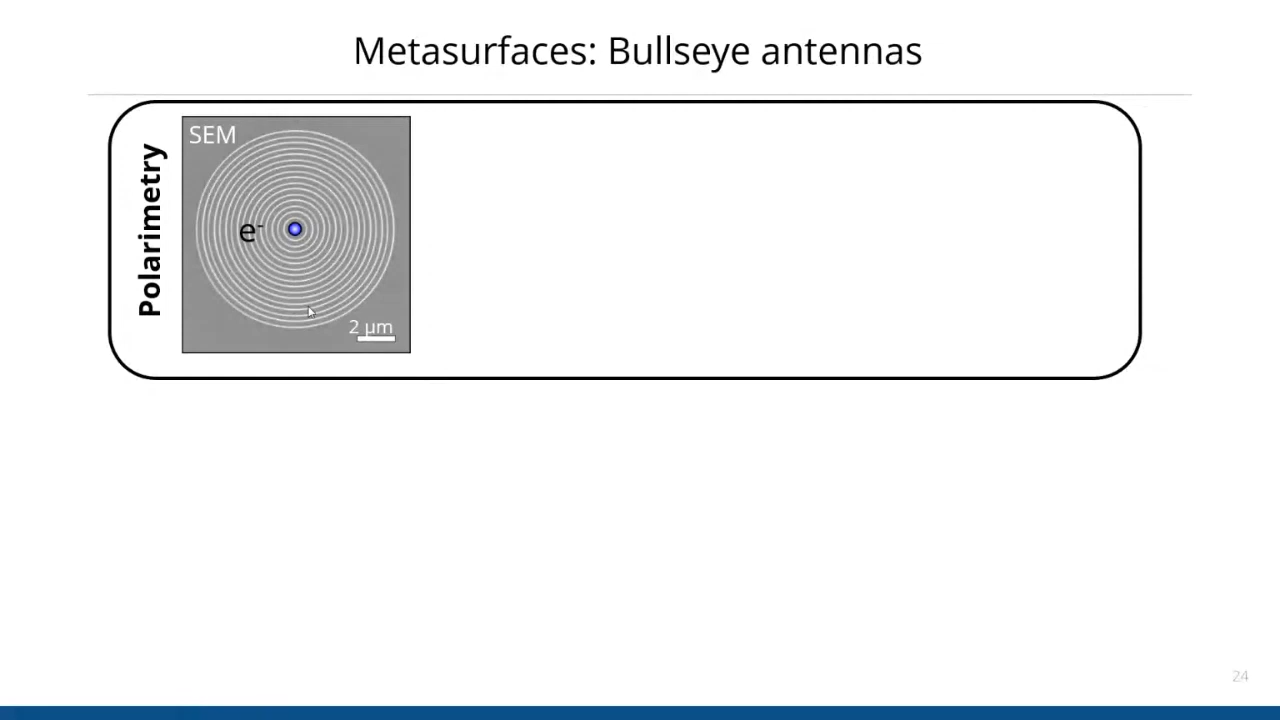 Metasurfaces: Bullseye antennas
Polarimetry
SEM
e-
2 µm
24